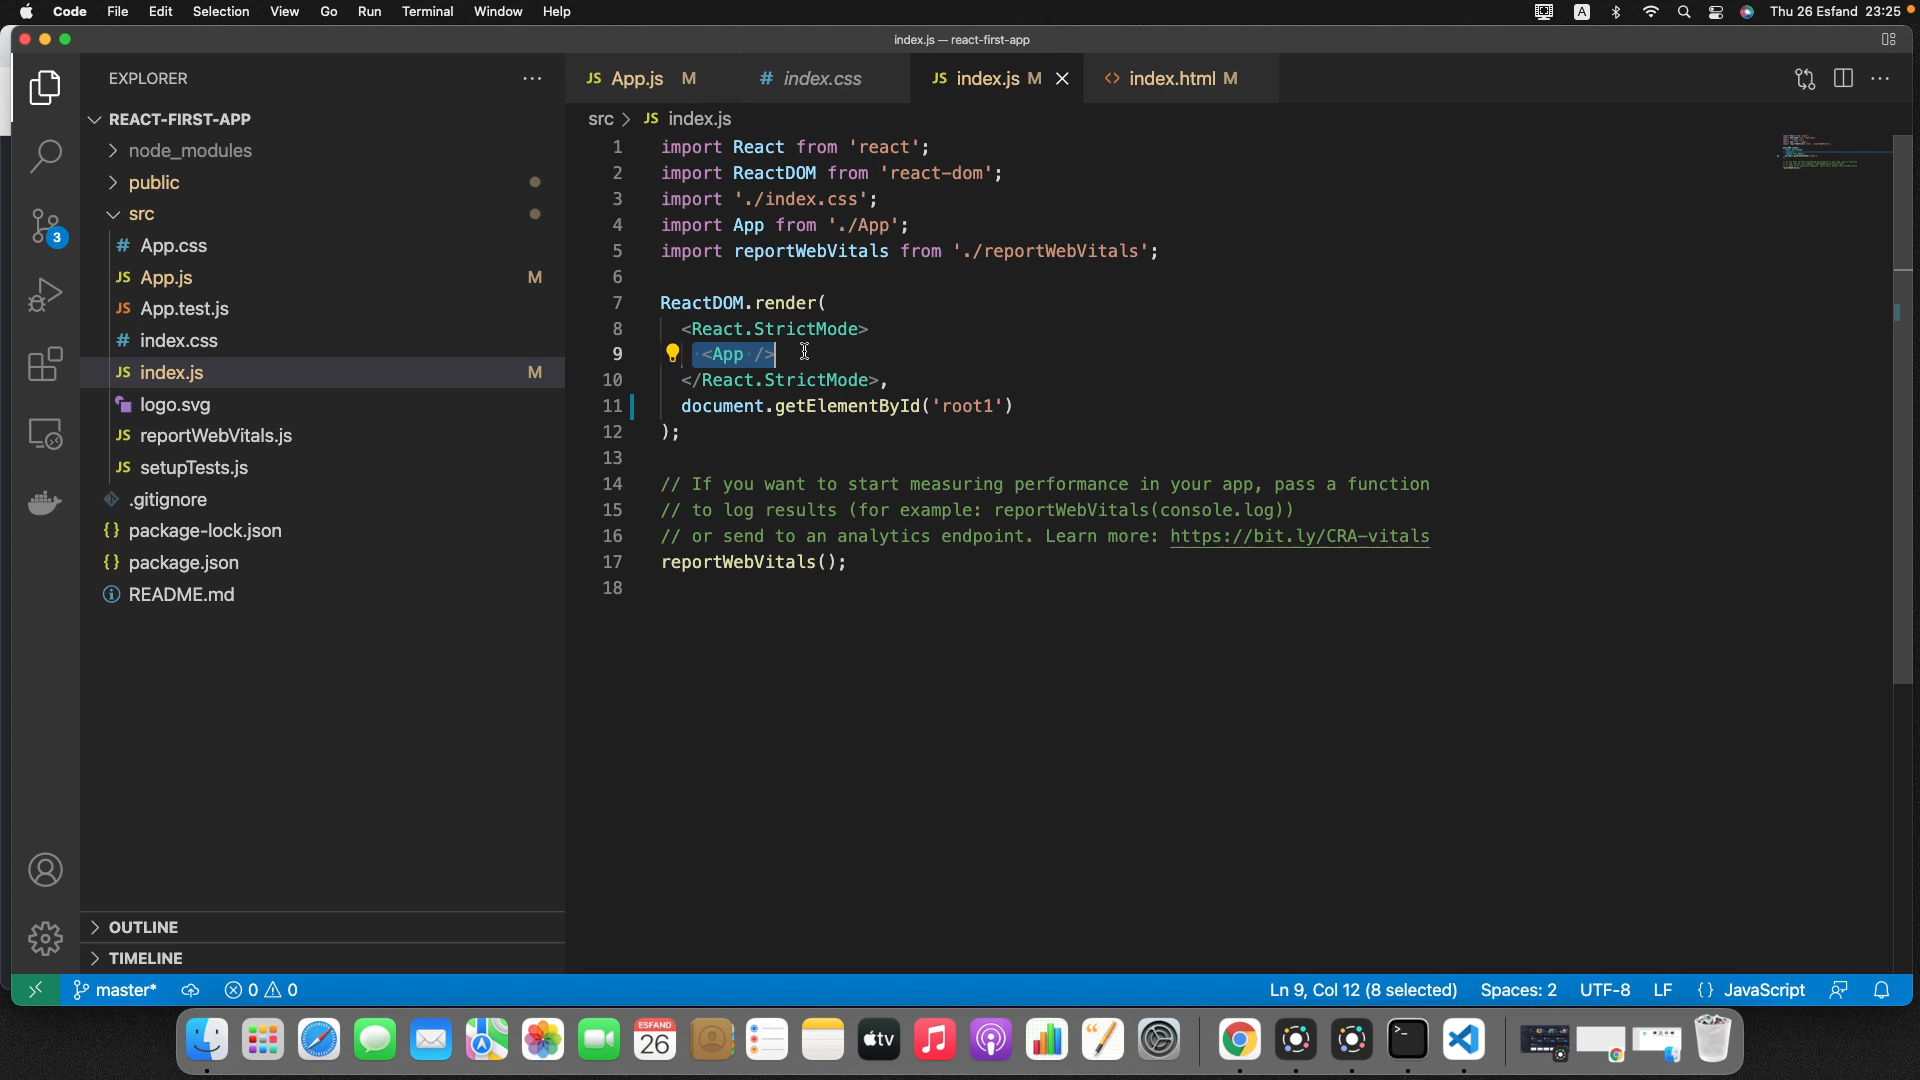 Code File Edit Selection View Go Run Terminal Window Help A Thu 26 Esfand 23:25
index.js — react-first-app
EXPLORER
REACT-FIRST-APP
node_modules
public
src
# App.css
JS App.js M
JS App.test.js
# index.css
JS index.js M
logo.svg
JS reportWebVitals.js
JS setupTests.js
.gitignore
{} package-lock.json
{} package.json
README.md
OUTLINE
TIMELINE
3
JS App.js M
# index.css
JS index.js M
<> index.html M
src > JS index.js
1 import React from 'react';
2 import ReactDOM from 'react-dom';
3 import './index.css';
4 import App from './App';
5 import reportWebVitals from './reportWebVitals';
6
7 ReactDOM.render(
8 <React.StrictMode>
9 <App />
10 </React.StrictMode>,
11 document.getElementById('root1')
12 );
13
14 // If you want to start measuring performance in your app, pass a function
15 // to log results (for example: reportWebVitals(console.log))
16 // or send to an analytics endpoint. Learn more: https://bit.ly/CRA-vitals
17 reportWebVitals();
18
master* 0 0 Ln 9, Col 12 (8 selected) Spaces: 2 UTF-8 LF {} JavaScript
ESFAND
26
tv